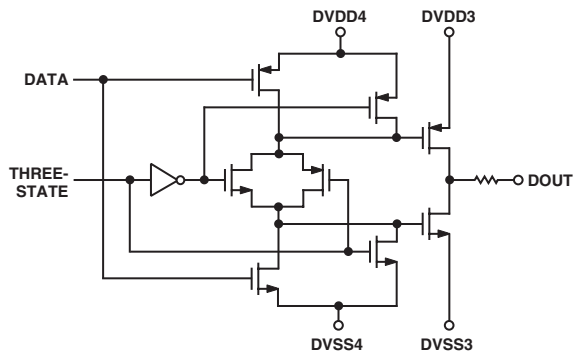 DVDD4
DVDD3
DATA
THREE-
STATE
DOUT
DVSS4
DVSS3